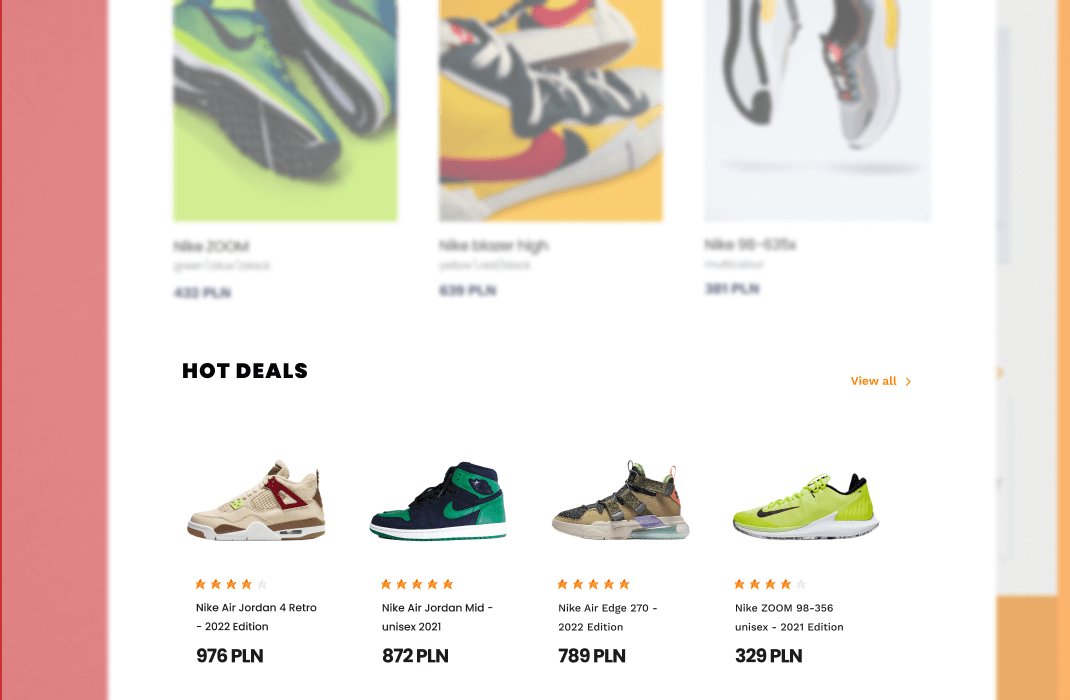 Nike ZOOM
green | blue | black
432 PLN
Nike blazer high
yellow | red/black
639 PLN
Nike 98-635x
multicolour
381 PLN
HOT DEALS
View all
Nike Air Jordan 4 Retro
- 2022 Edition
976 PLN
Nike Air Jordan Mid -
unisex 2021
872 PLN
Nike Air Edge 270 -
2022 Edition
789 PLN
Nike ZOOM 98-356
unisex - 2021 Edition
329 PLN